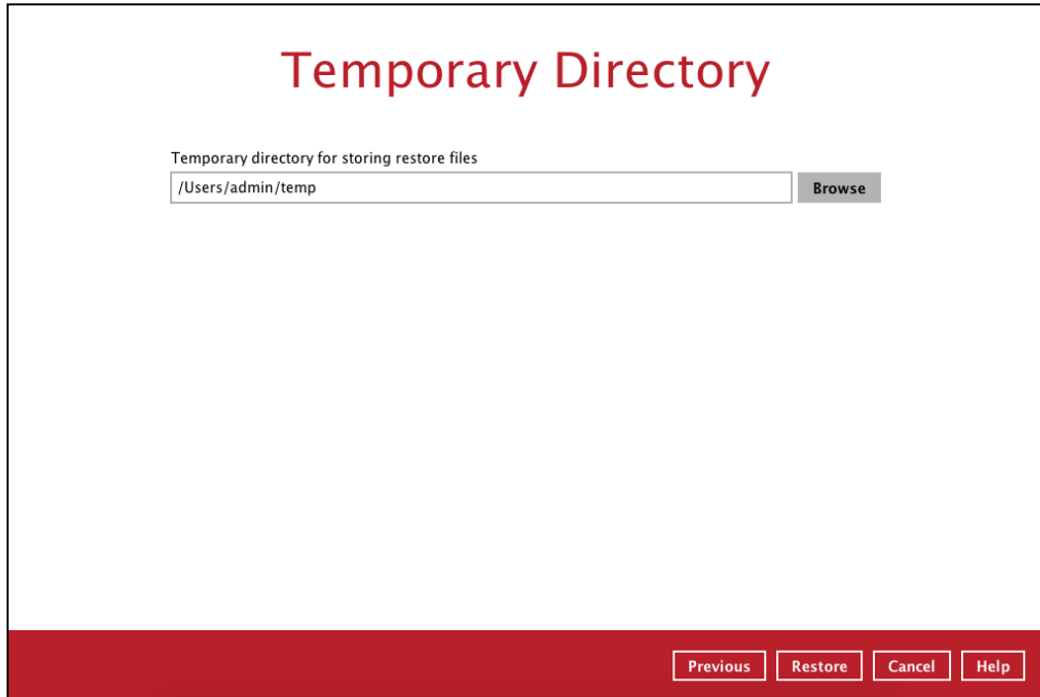 Temporary Directory
Temporary directory for storing restore files
/Users/admin/temp Browse
Previous Restore Cancel Help